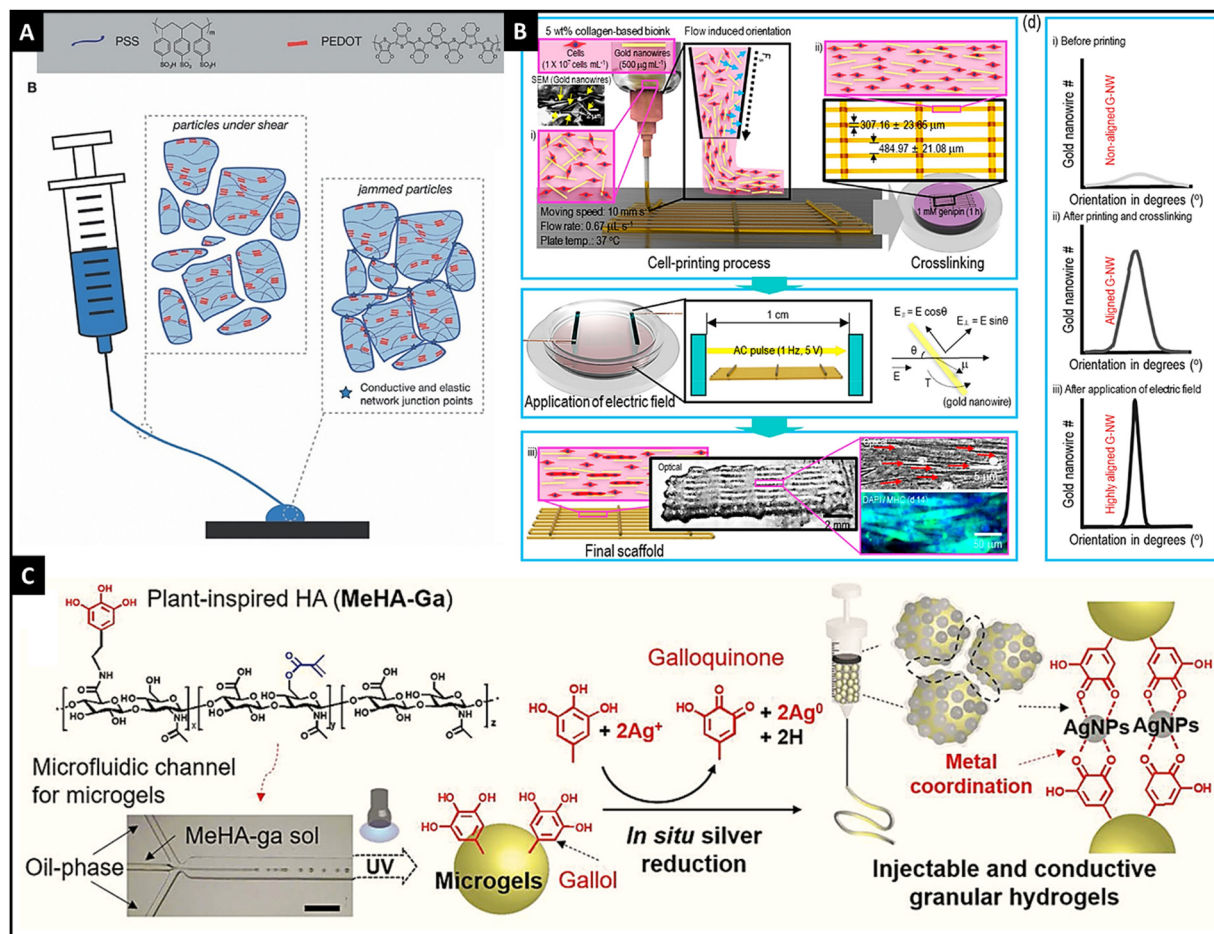 A
PSS
SO₃H
SO₃
SO₃H
m
PEDOT
m
B
particles under shear
jammed particles
Conductive and elastic
network junction points
B
5 wt% collagen-based bioink
Cells
(1 X 10⁷ cells mL⁻¹)
Gold nanowires
(500 μg mL⁻¹)
SEM (Gold nanowires)
i)
Flow induced orientation
Moving speed: 10 mm s⁻¹
Flow rate: 0.67 μL s⁻¹
Plate temp.: 37 °C
Cell-printing process
ii)
307.16 ± 23.65 μm
484.97 ± 21.08 μm
1 mM genipin (1 h)
Crosslinking
Application of electric field
1 cm
AC pulse (1 Hz, 5 V)
= E cosθ
E⊥ = E sinθ
θ
E
μ
T
(gold nanowire)
iii)
Optical
2 mm
5 μm
DAPI / MHC (d 14)
50 μm
Final scaffold
(d)
i) Before printing
Gold nanowire #
Non-aligned G-NW
Orientation in degrees (º)
ii) After printing and crosslinking
Gold nanowire #
Aligned G-NW
Orientation in degrees (º)
iii) After application of electric field
Gold nanowire #
Highly aligned G-NW
Orientation in degrees (º)
C
Plant-inspired HA (MeHA-Ga)
Microfluidic channel
for microgels
Oil-phase
MeHA-ga sol
UV
Microgels
Gallol
Galloquinone
+ 2Ag⁺
+ 2Ag⁰
+ 2H
In situ silver
reduction
AgNPs
AgNPs
Metal
coordination
Injectable and conductive
granular hydrogels